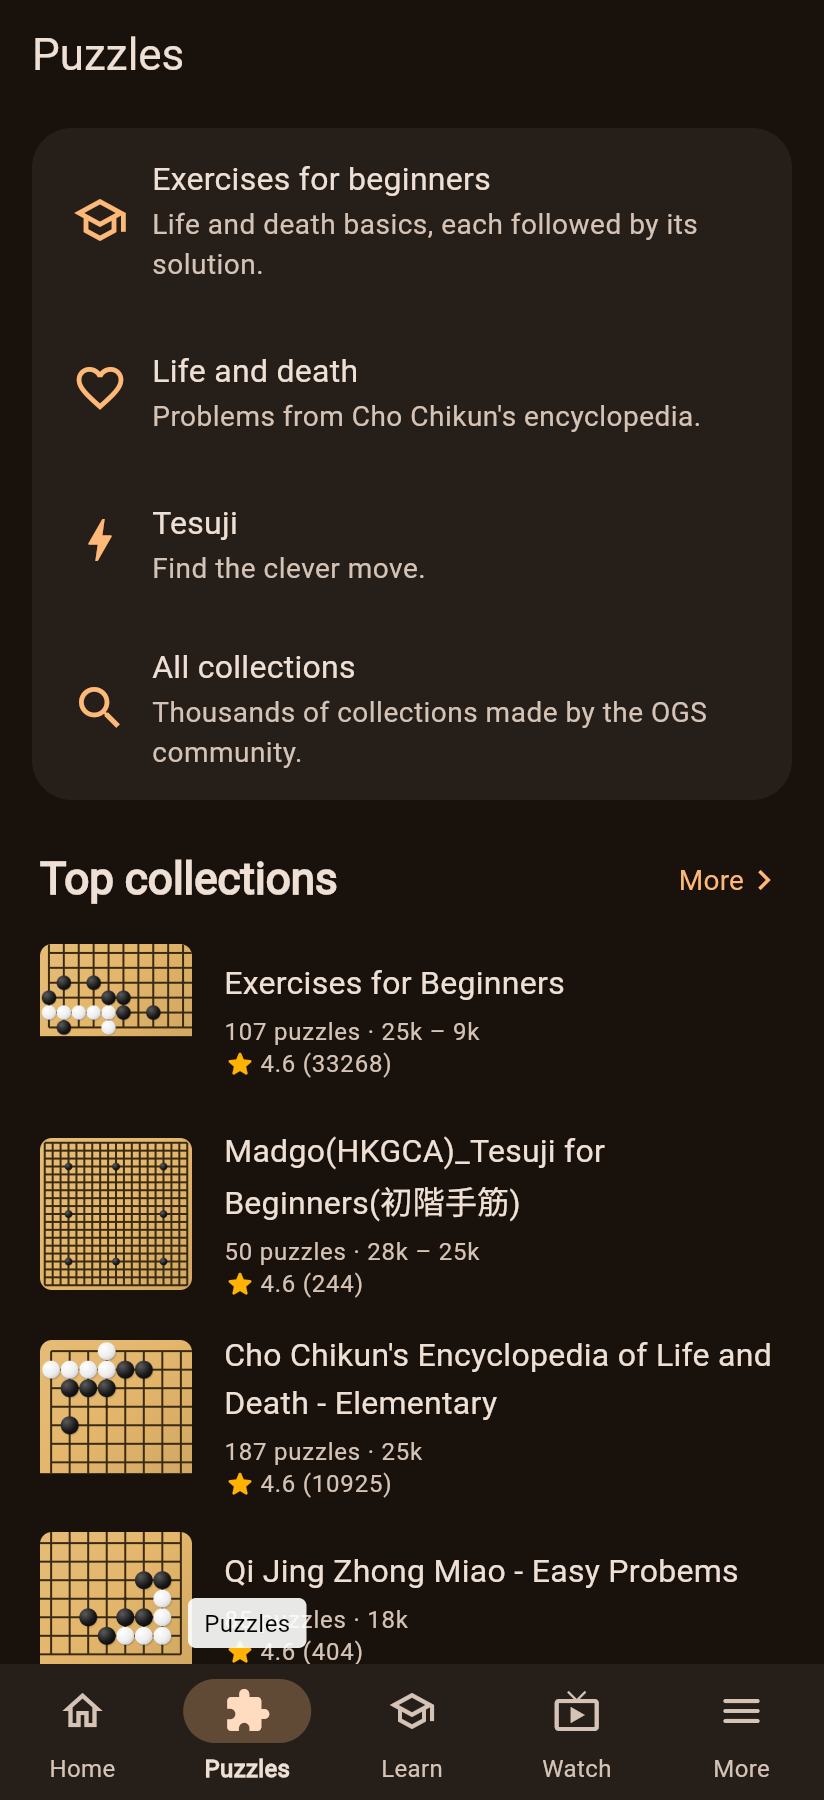 Puzzles
Exercises for beginners
Life and death basics, each followed by its
solution.
Life and death
Problems from Cho Chikun's encyclopedia.
Tesuji
Find the clever move.
All collections
Thousands of collections made by the OGS
community.
Top collections
More
Exercises for Beginners
107 puzzles · 25k – 9k
4.6 (33268)
Madgo(HKGCA)_Tesuji for
Beginners(初階手筋)
50 puzzles · 28k – 25k
4.6 (244)
Cho Chikun's Encyclopedia of Life and
Death - Elementary
187 puzzles · 25k
4.6 (10925)
Qi Jing Zhong Miao - Easy Probems
puzzles · 18k
4.6 (404)
Puzzles
Home
Puzzles
Learn
Watch
More